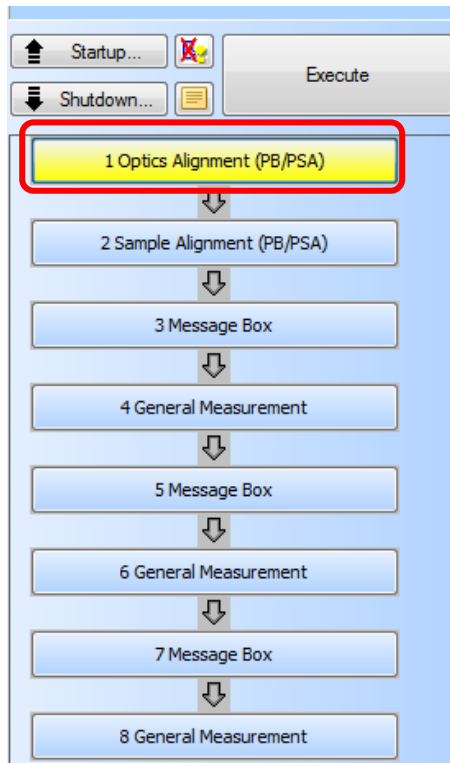 Startup...
Execute
Shutdown...
1 Optics Alignment (PB/PSA)
2 Sample Alignment (PB/PSA)
3 Message Box
4 General Measurement
5 Message Box
6 General Measurement
7 Message Box
8 General Measurement